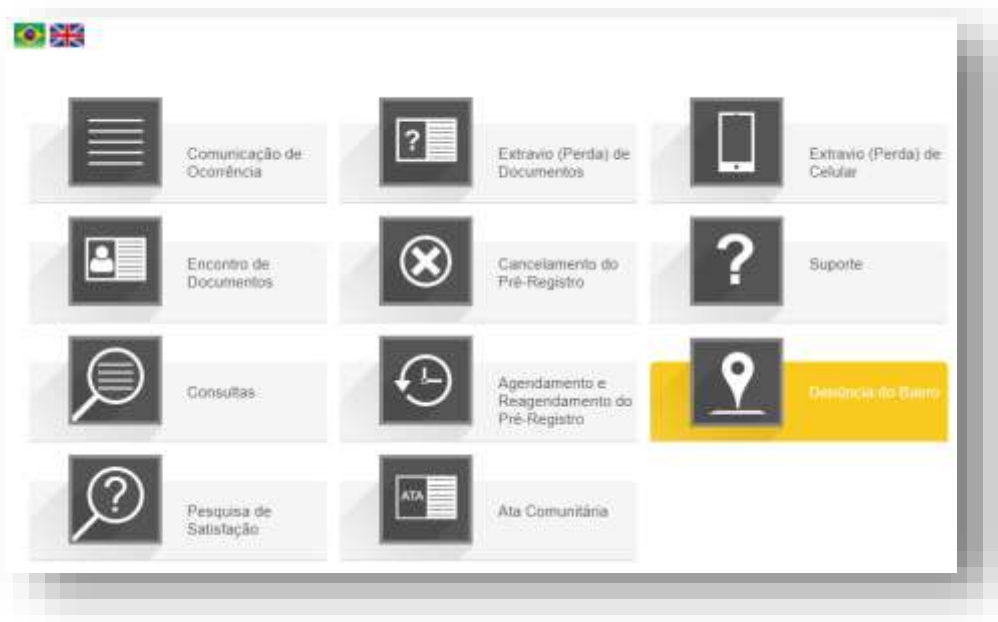 Comunicação de
Ocorrência
?
Extravio (Perda) de
Documentos
Extravio (Perda) de
Celular
Encontro de
Documentos
Cancelamento do
Pré-Registro
?
Suporte
Consultas
Agendamento e
Reagendamento do
Pré-Registro
Denúncia do Bairro
?
Pesquisa de
Satisfação
ATA
Ata Comunitária